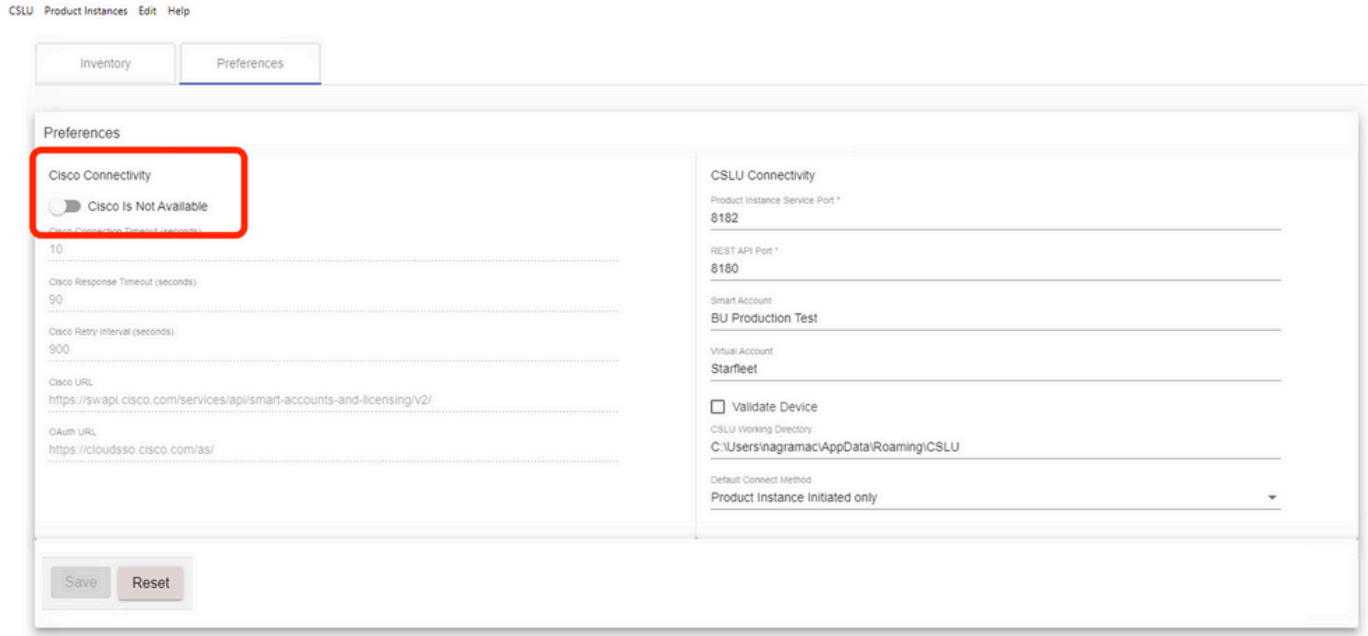 CSLU Product Instances Edit Help
Inventory Preferences
Preferences
Cisco Connectivity
Cisco Is Not Available
Cisco Connection Timeout (seconds)
10
Cisco Response Timeout (seconds)
90
Cisco Retry Interval (seconds)
900
Cisco URL
https://swapi.cisco.com/services/api/smart-accounts-and-licensing/v2/
OAuth URL
https://cloudsso.cisco.com/as/
CSLU Connectivity
Product Instance Service Port *
8182
REST API Port *
8180
Smart Account
BU Production Test
Virtual Account
Starfleet
Validate Device
CSLU Working Directory
C:\Users\nagramac\AppData\Roaming\CSLU
Default Connect Method
Product Instance Initiated only
Save Reset